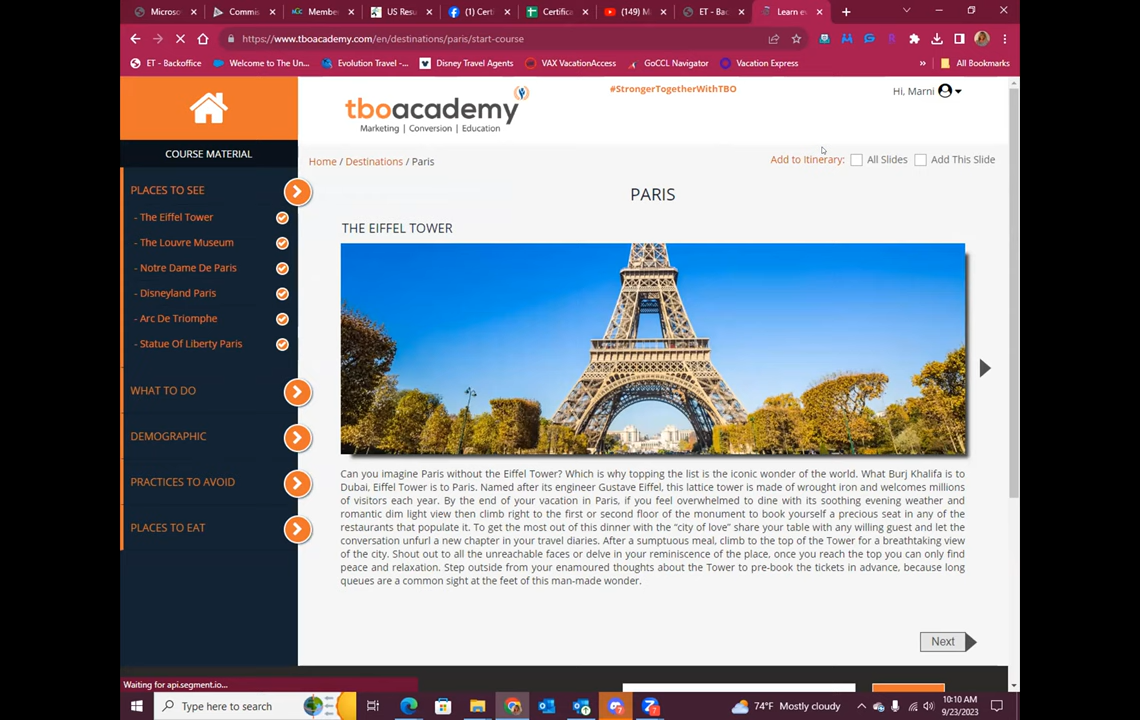 Microso
Commis
Member
US Resu
(1) Certi
Certifica
(149) M
ET - Bac
Learn e
https://www.tboacademy.com/en/destinations/paris/start-course
ET - Backoffice
Welcome to The Un...
Evolution Travel -...
Disney Travel Agents
VAX VacationAccess
GoCCL Navigator
Vacation Express
»
All Bookmarks
tboacademy
Marketing | Conversion | Education
#StrongerTogetherWithTBO
Hi, Marni
COURSE MATERIAL
Home / Destinations / Paris
Add to Itinerary: All Slides Add This Slide
PLACES TO SEE
- The Eiffel Tower
- The Louvre Museum
- Notre Dame De Paris
- Disneyland Paris
- Arc De Triomphe
- Statue Of Liberty Paris
WHAT TO DO
DEMOGRAPHIC
PRACTICES TO AVOID
PLACES TO EAT
PARIS
THE EIFFEL TOWER
Can you imagine Paris without the Eiffel Tower? Which is why topping the list is the iconic wonder of the world. What Burj Khalifa is to
Dubai, Eiffel Tower is to Paris. Named after its engineer Gustave Eiffel, this lattice tower is made of wrought iron and welcomes millions
of visitors each year. By the end of your vacation in Paris, if you feel overwhelmed to dine with its soothing evening weather and
romantic dim light view then climb right to the first or second floor of the monument to book yourself a precious seat in any of the
restaurants that populate it. To get the most out of this dinner with the “city of love” share your table with any willing guest and let the
conversation unfurl a new chapter in your travel diaries. After a sumptuous meal, climb to the top of the Tower for a breathtaking view
of the city. Shout out to all the unreachable faces or delve in your reminiscence of the place, once you reach the top you can only find
peace and relaxation. Step outside from your enamoured thoughts about the Tower to pre-book the tickets in advance, because long
queues are a common sight at the feet of this man-made wonder.
Next
Waiting for api.segment.io...
Type here to search
74°F Mostly cloudy
10:10 AM
9/23/2023